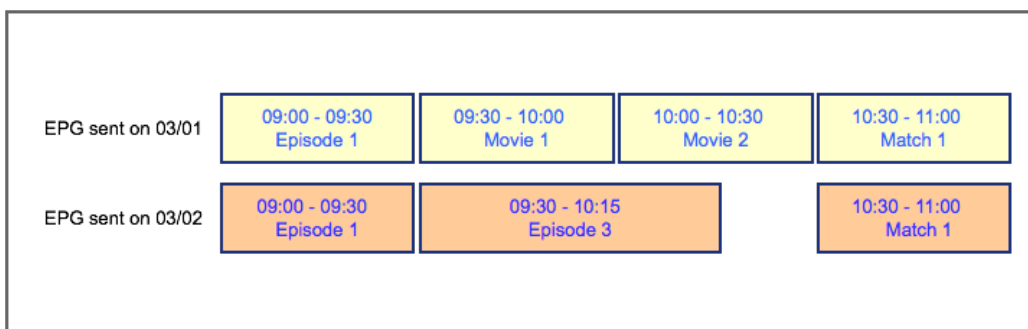 EPG sent on 03/01
09:00 - 09:30
Episode 1
09:30 - 10:00
Movie 1
10:00 - 10:30
Movie 2
10:30 - 11:00
Match 1
EPG sent on 03/02
09:00 - 09:30
Episode 1
09:30 - 10:15
Episode 3
10:30 - 11:00
Match 1